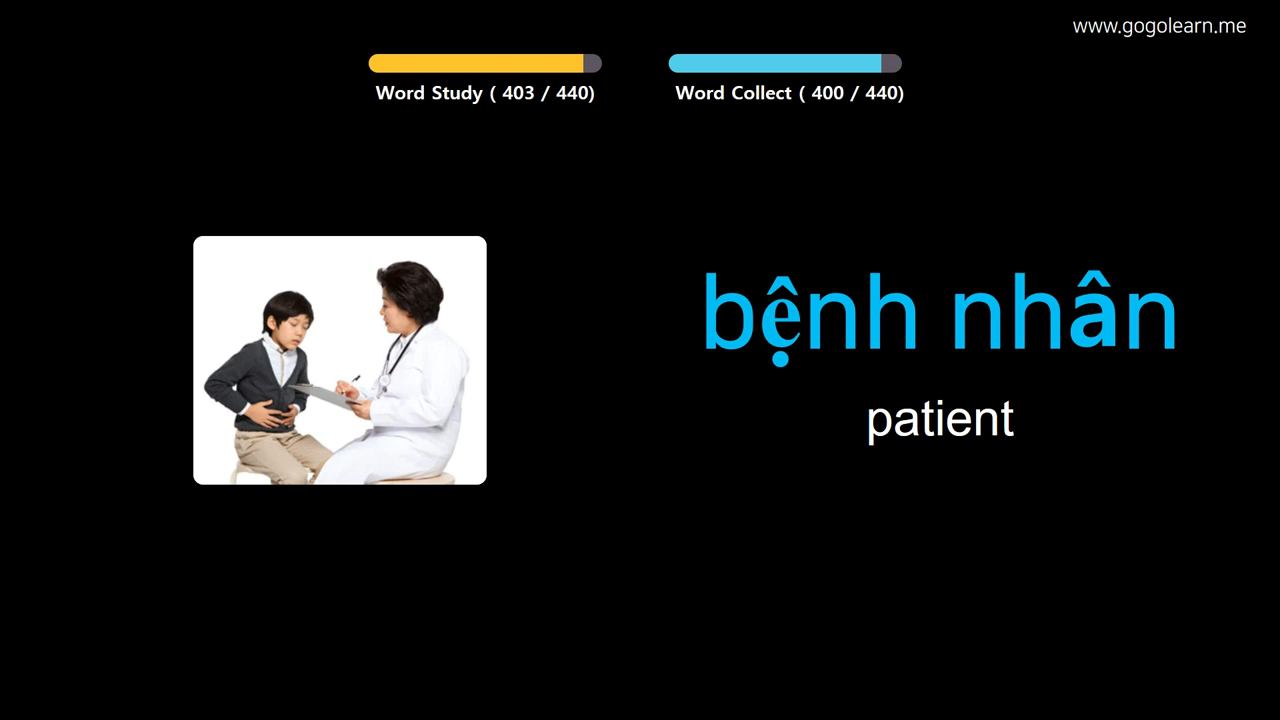 www.gogolearn.me
Word Study ( 403 / 440)
Word Collect ( 400 / 440)
bệnh nhân
patient